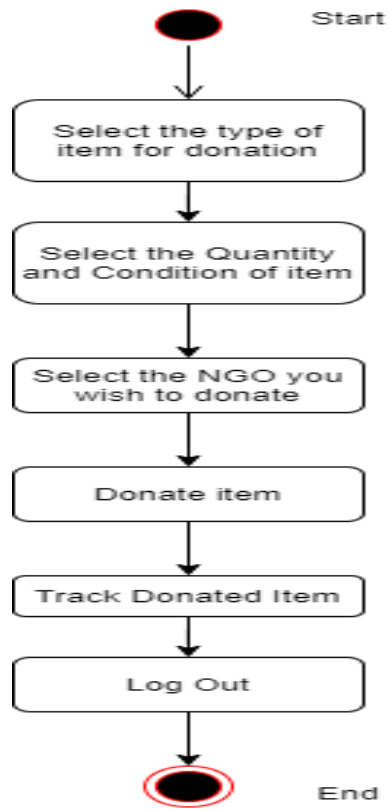 Start
Select the type of
item for donation
Select the Quantity
and Condition of item
Select the NGO you
wish to donate
Donate item
Track Donated Item
Log Out
End